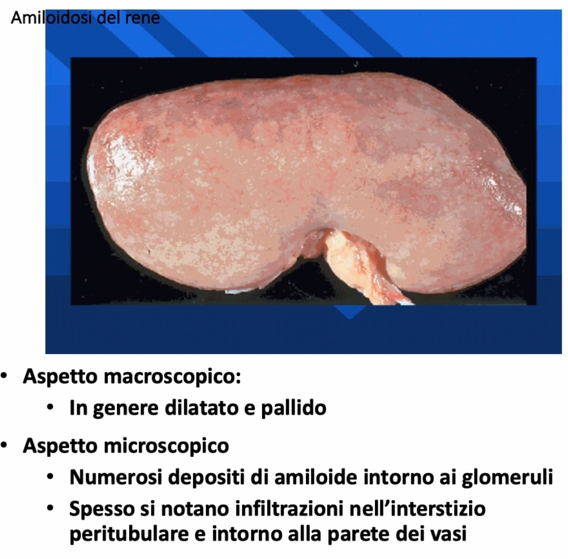 Amiloidosi del rene
• Aspetto macroscopico:
• In genere dilatato e pallido
• Aspetto microscopico
• Numerosi depositi di amiloide intorno ai glomeruli
• Spesso si notano infiltrazioni nell’interstizio
peritubulare e intorno alla parete dei vasi